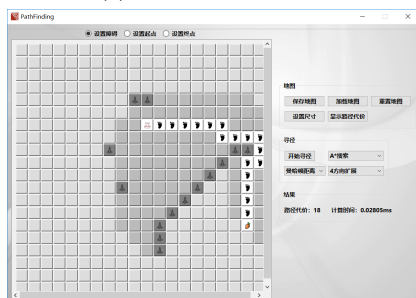 PathFinding
设置障碍 设置起点 设置终点
地图
保存地图 加载地图 重置地图
设置尺寸 显示路径代价
寻径
开始寻径 A*搜索
曼哈顿距离 4方向扩展
结果
路径代价：18 计算时间：0.02805ms